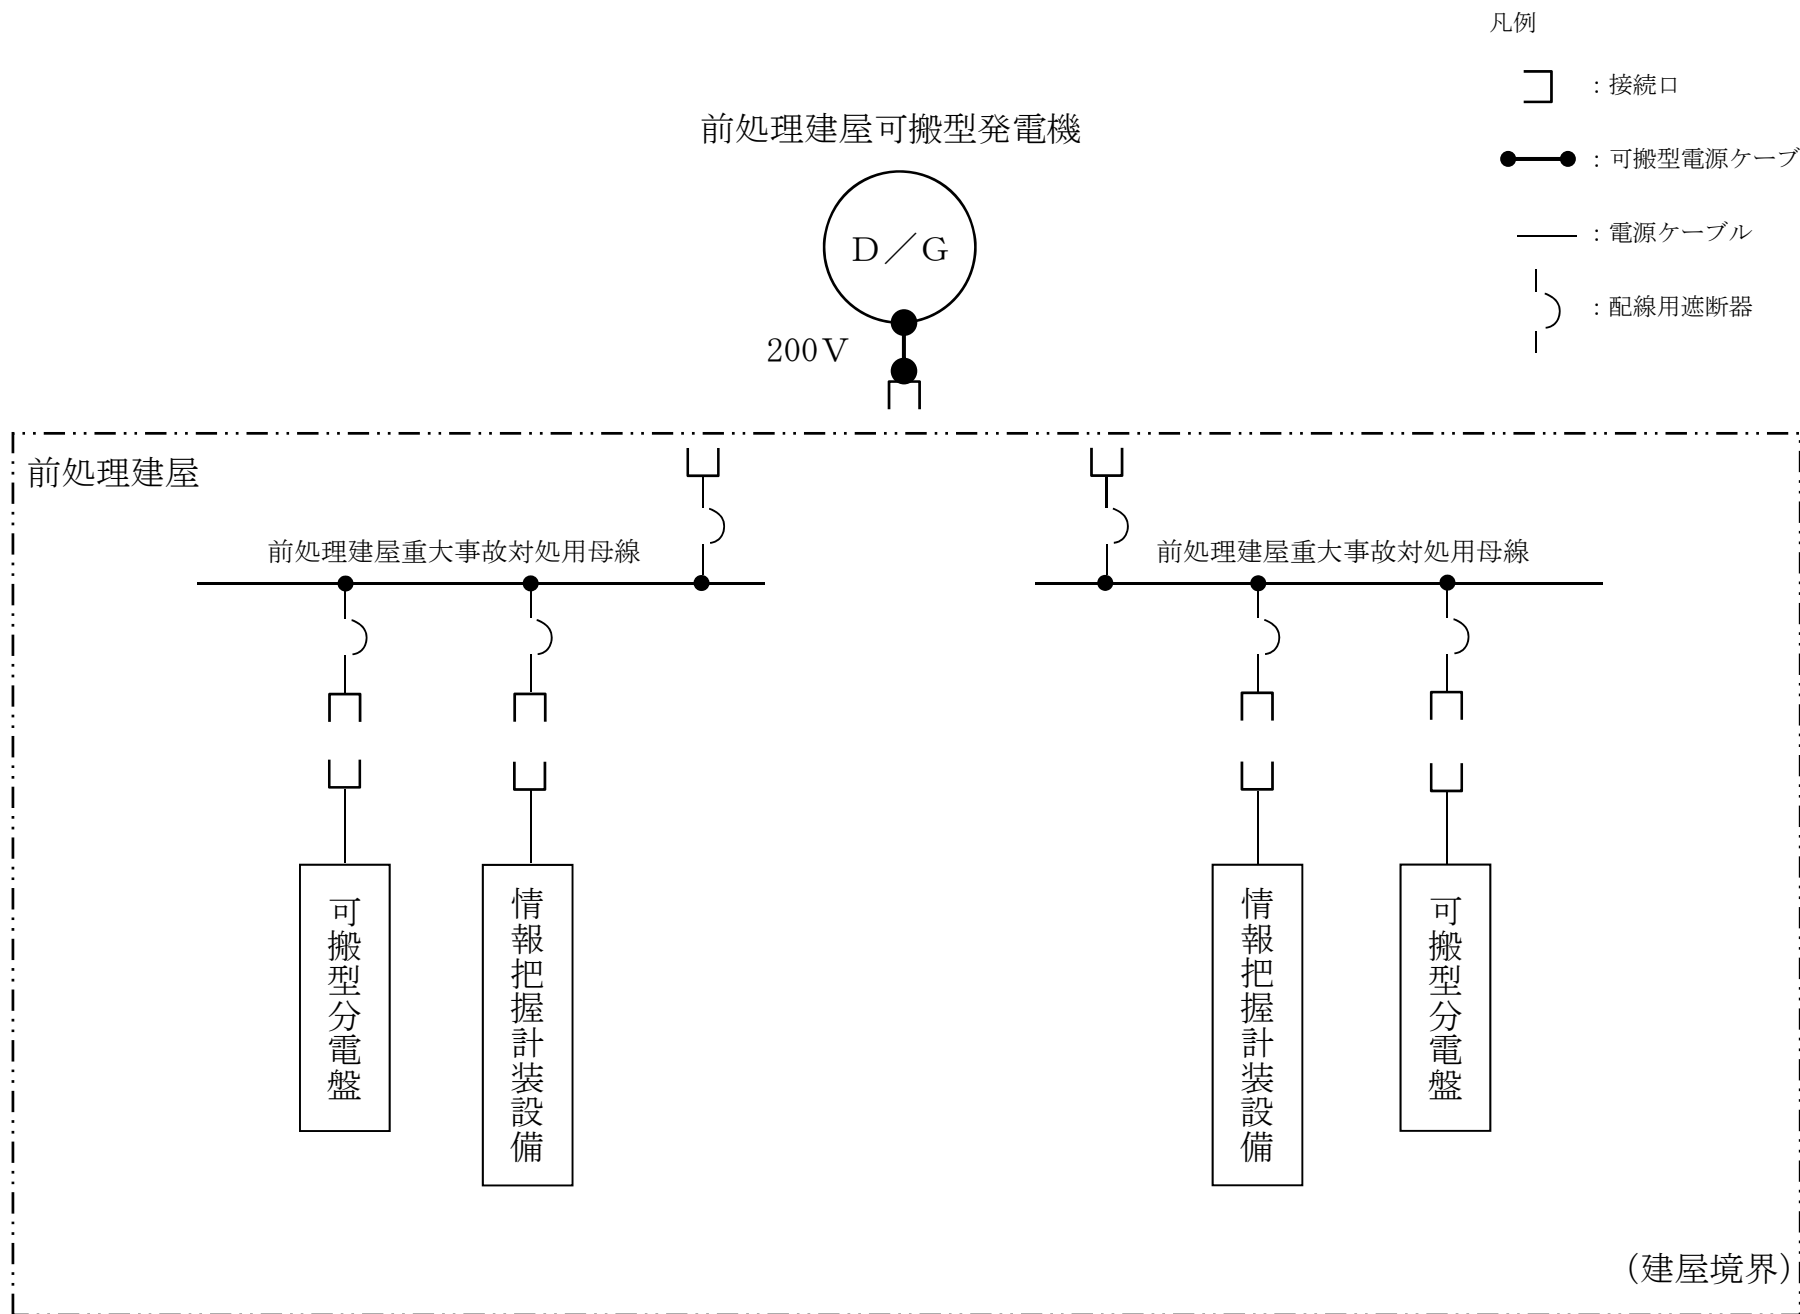 凡例
：接続口
前処理建屋可搬型発電機
：可搬型電源ケーブ
D／G
：電源ケーブル
：配線用遮断器
200V
前処理建屋
前処理建屋重大事故対処用母線
前処理建屋重大事故対処用母線
可搬型分電盤
情報把握計装設備
情報把握計装設備
可搬型分電盤
（建屋境界）